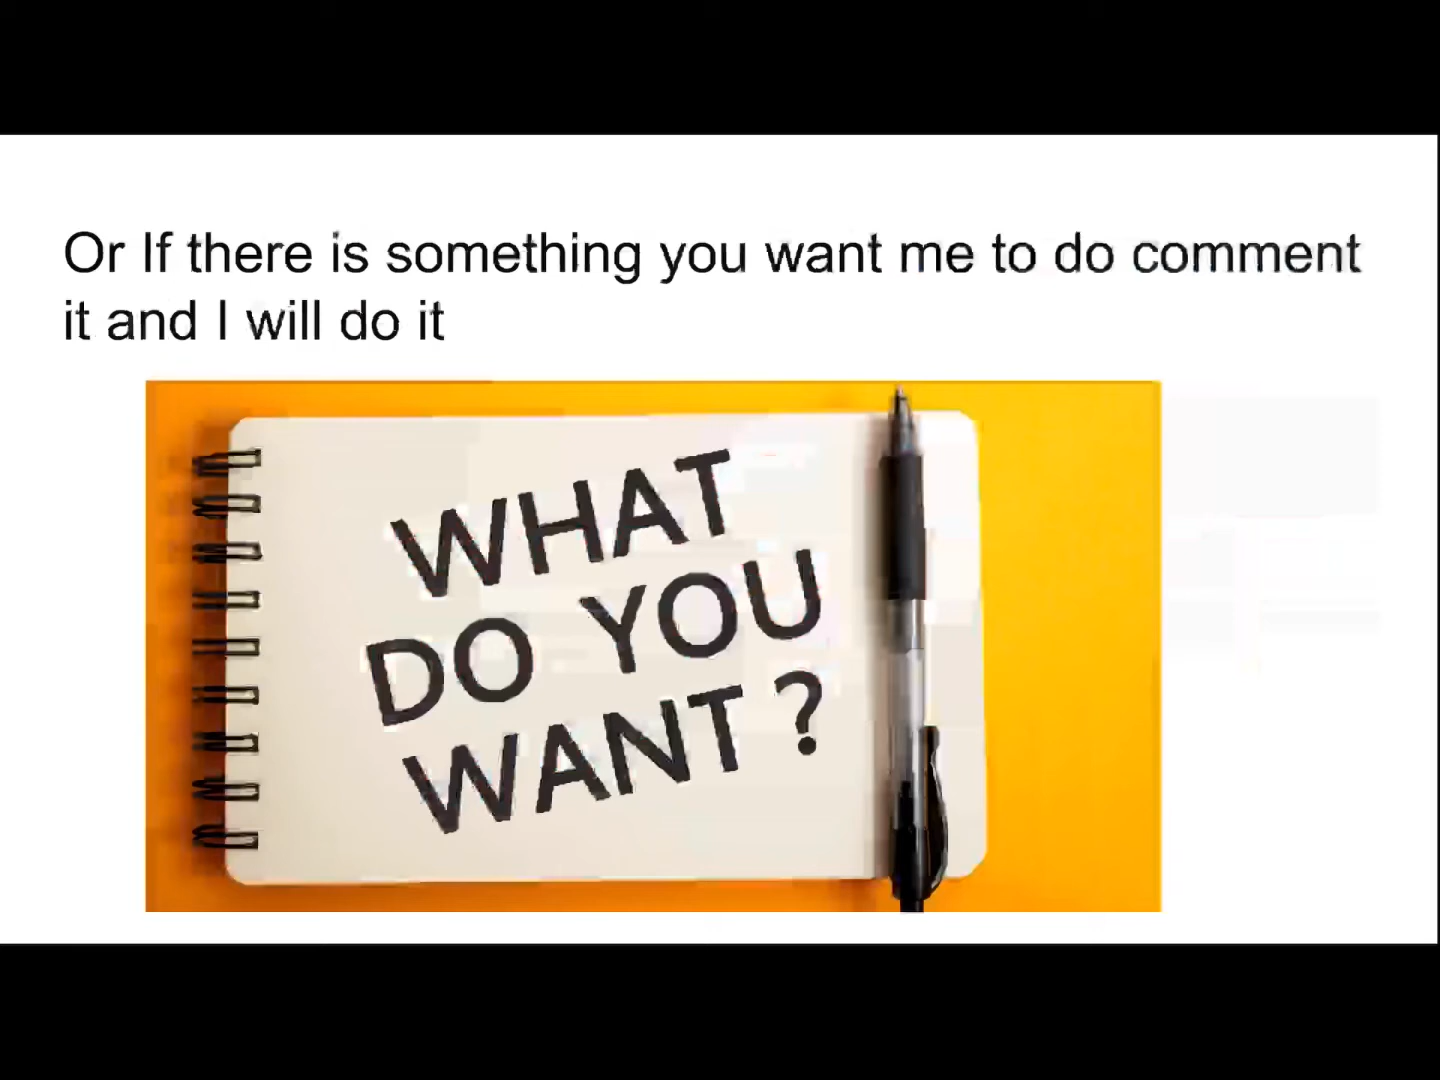 Or If there is something you want me to do comment
it and I will do it
WHAT
DO YOU
WANT ?